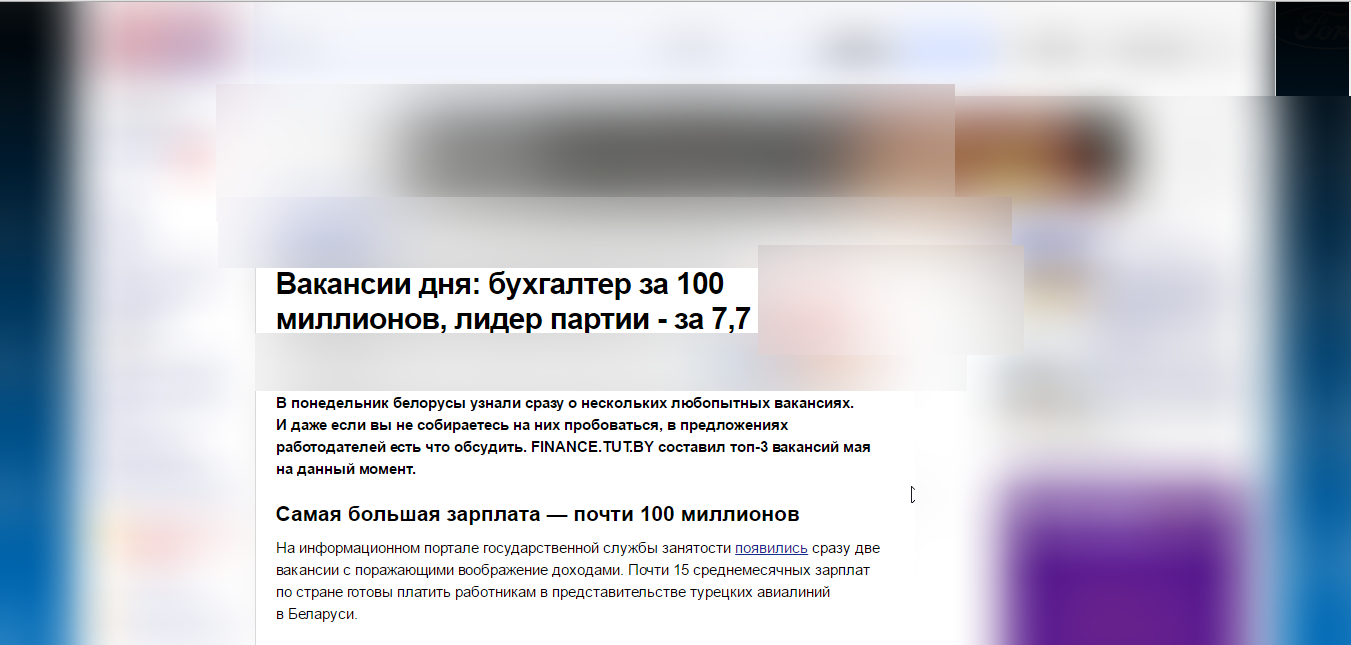 Вакансии дня: бухгалтер за 100
миллионов, лидер партии - за 7,7
В понедельник белорусы узнали сразу о нескольких любопытных вакансиях.
И даже если вы не собираетесь на них пробоваться, в предложениях
работодателей есть что обсудить. FINANCE.TUT.BY составил топ-3 вакансий мая
на данный момент.
Самая большая зарплата — почти 100 миллионов
На информационном портале государственной службы занятости появились сразу две
вакансии с поражающими воображение доходами. Почти 15 среднемесячных зарплат
по стране готовы платить работникам в представительстве турецких авиалиний
в Беларуси.